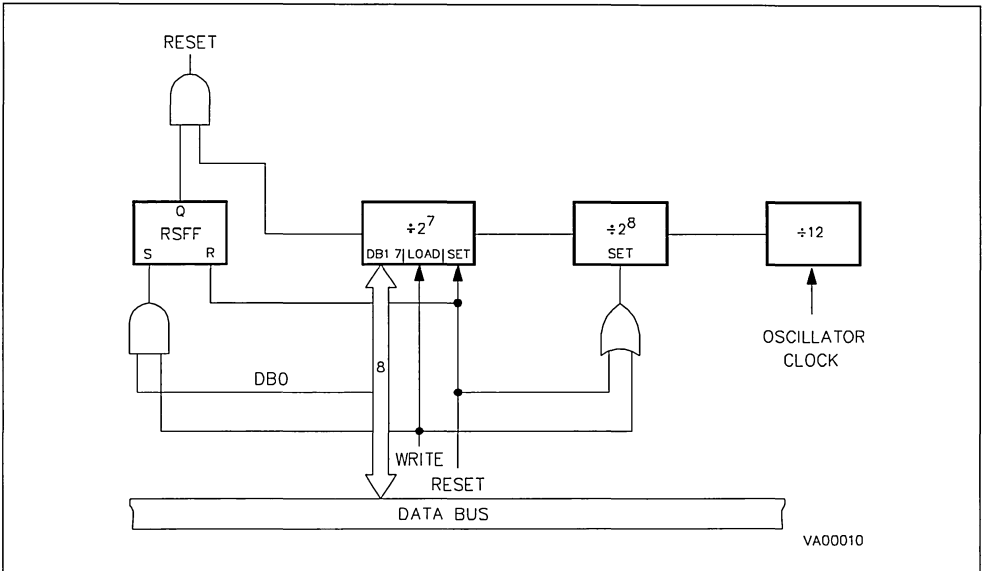 RESET
Q
RSFF
S R
÷2⁷
DB1 7|LOAD|SET
÷2⁸
SET
÷12
OSCILLATOR
CLOCK
8
DB0
WRITE
RESET
DATA BUS
VA00010